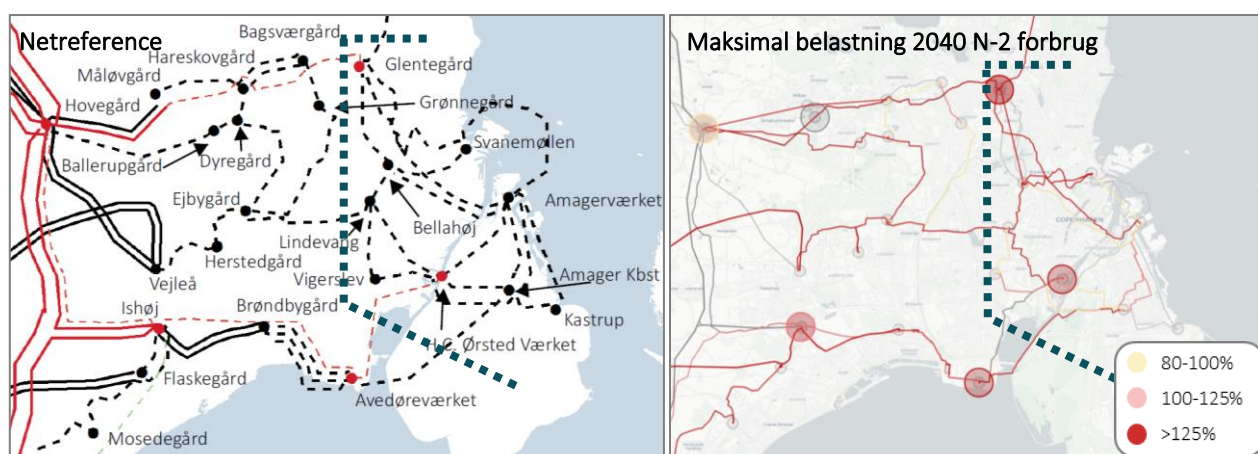 Netreference
Bagsværgård
Hareskovgård
Måløvgård
Glentegård
Hovegård
Grønnegård
Svanemøllen
Ballerupgård
Dyregård
Ejbygård
Amagerværket
Lindevang
Bellahøj
Herstedgård
Vejleå
Vigerslev
Amager Kbst
Ishøj
Brøndbygård
Kastrup
H.C. Ørsted Værket
Flaskegård
Avedøreværket
Mosedegård
Maksimal belastning 2040 N-2 forbrug
COPENHAGEN
80-100%
100-125%
>125%